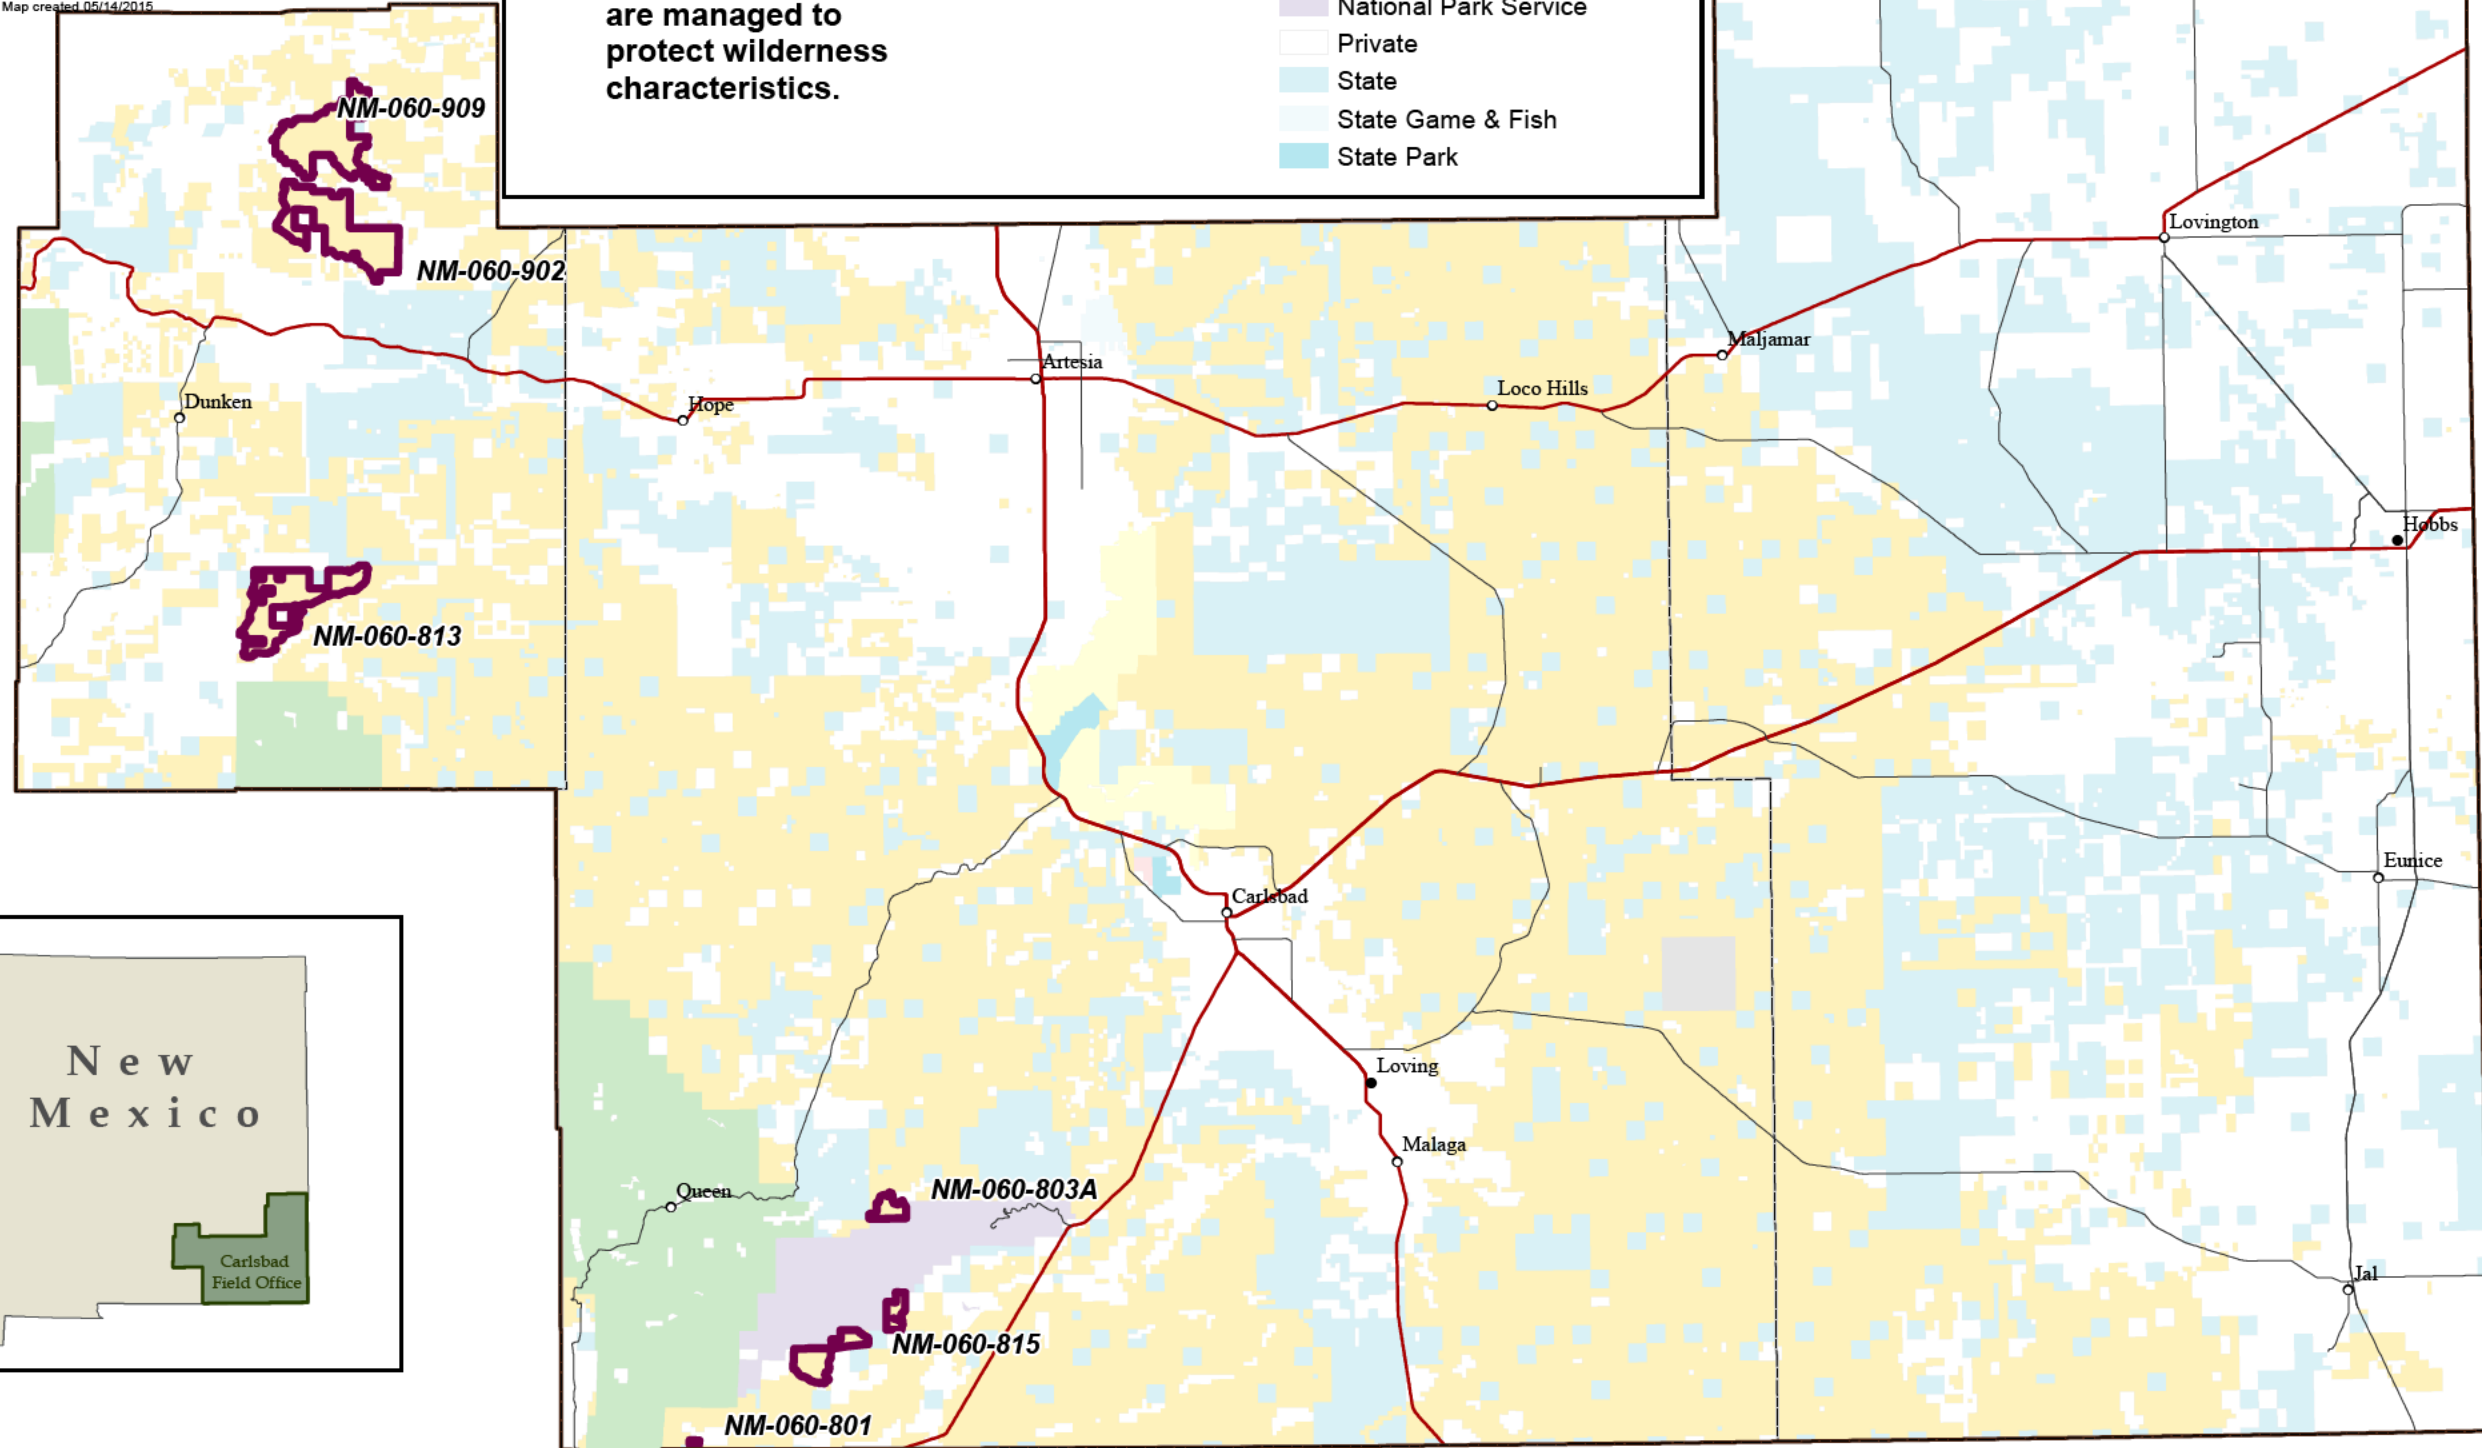 Map created 05/14/2015
are managed to
protect wilderness
characteristics.
National Park Service
Private
State
State Game & Fish
State Park
NM-060-909
NM-060-902
Lovington
Maljamar
Artesia
Loco Hills
Hope
Dunken
Hobbs
NM-060-813
Eunice
Carlsbad
New
Mexico
Loving
Malaga
Queen
NM-060-803A
Carlsbad
Field Office
Jal
NM-060-815
NM-060-801